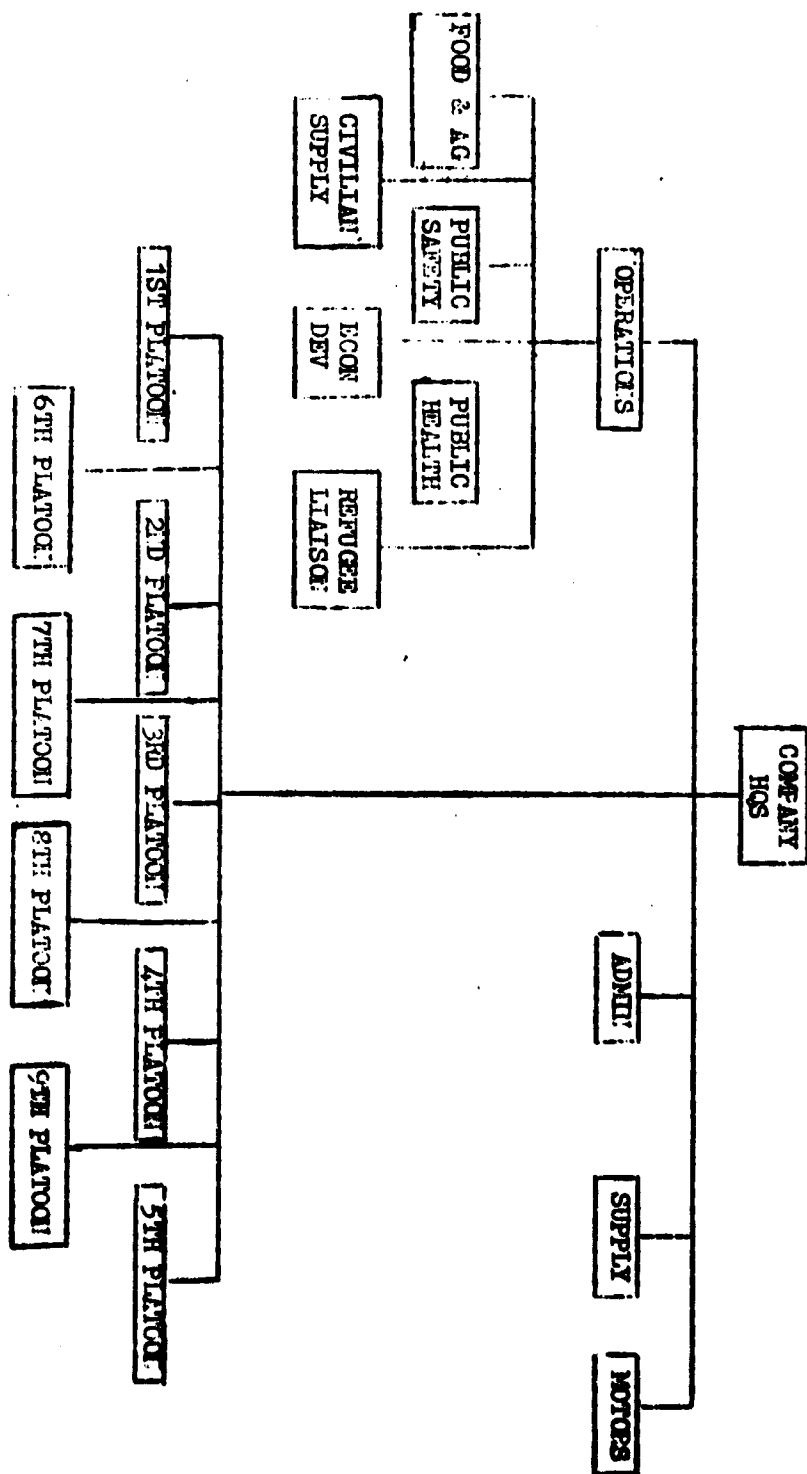 COMPANY
HQS
OPERATIONS
ADMIN
SUPPLY
MOTORS
FOOD & AG
PUBLIC
SAFETY
PUBLIC
HEALTH
CIVILIAN
SUPPLY
ECON
DEV
REFUGEE
LIAISON
1ST PLATOON
2ND PLATOON
3RD PLATOON
4TH PLATOON
5TH PLATOON
6TH PLATOON
7TH PLATOON
8TH PLATOON
9TH PLATOON